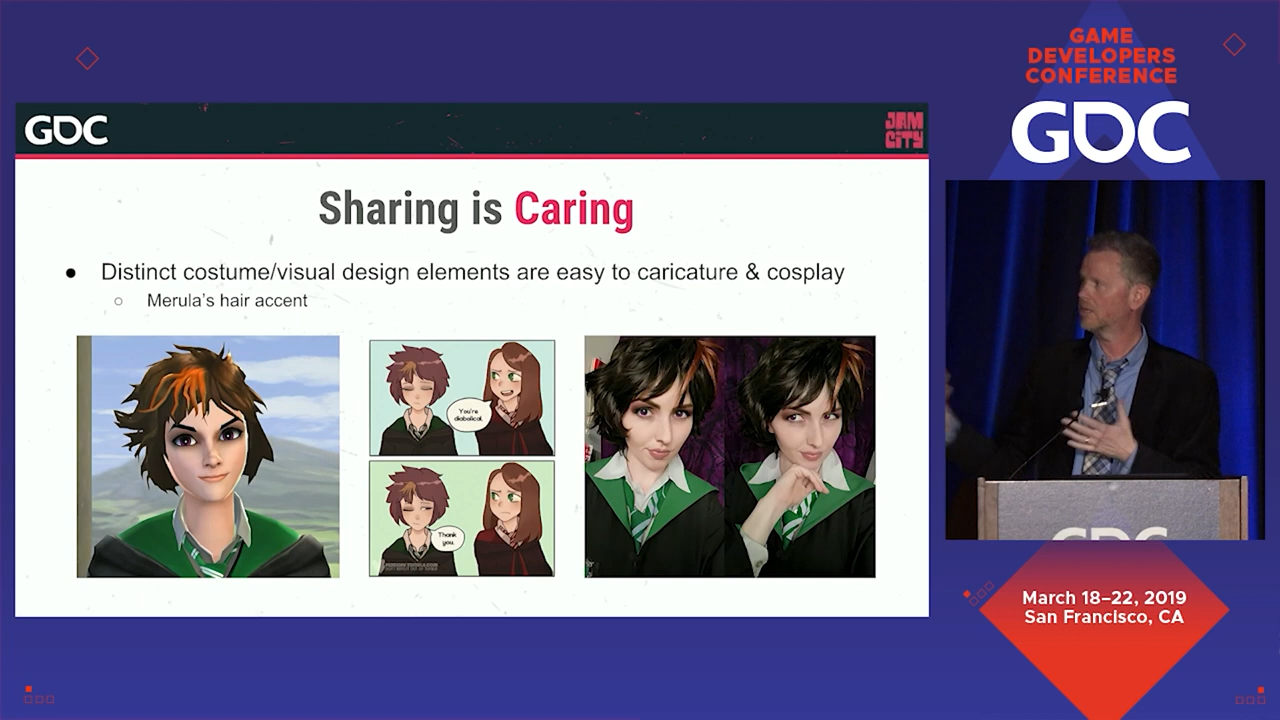 GDC
JAM CITY
Sharing is Caring
● Distinct costume/visual design elements are easy to caricature & cosplay
○ Merula's hair accent
You're
diabolical.
Thank
you.
GAME
DEVELOPERS
CONFERENCE
GDC
GDC
March 18–22, 2019
San Francisco, CA